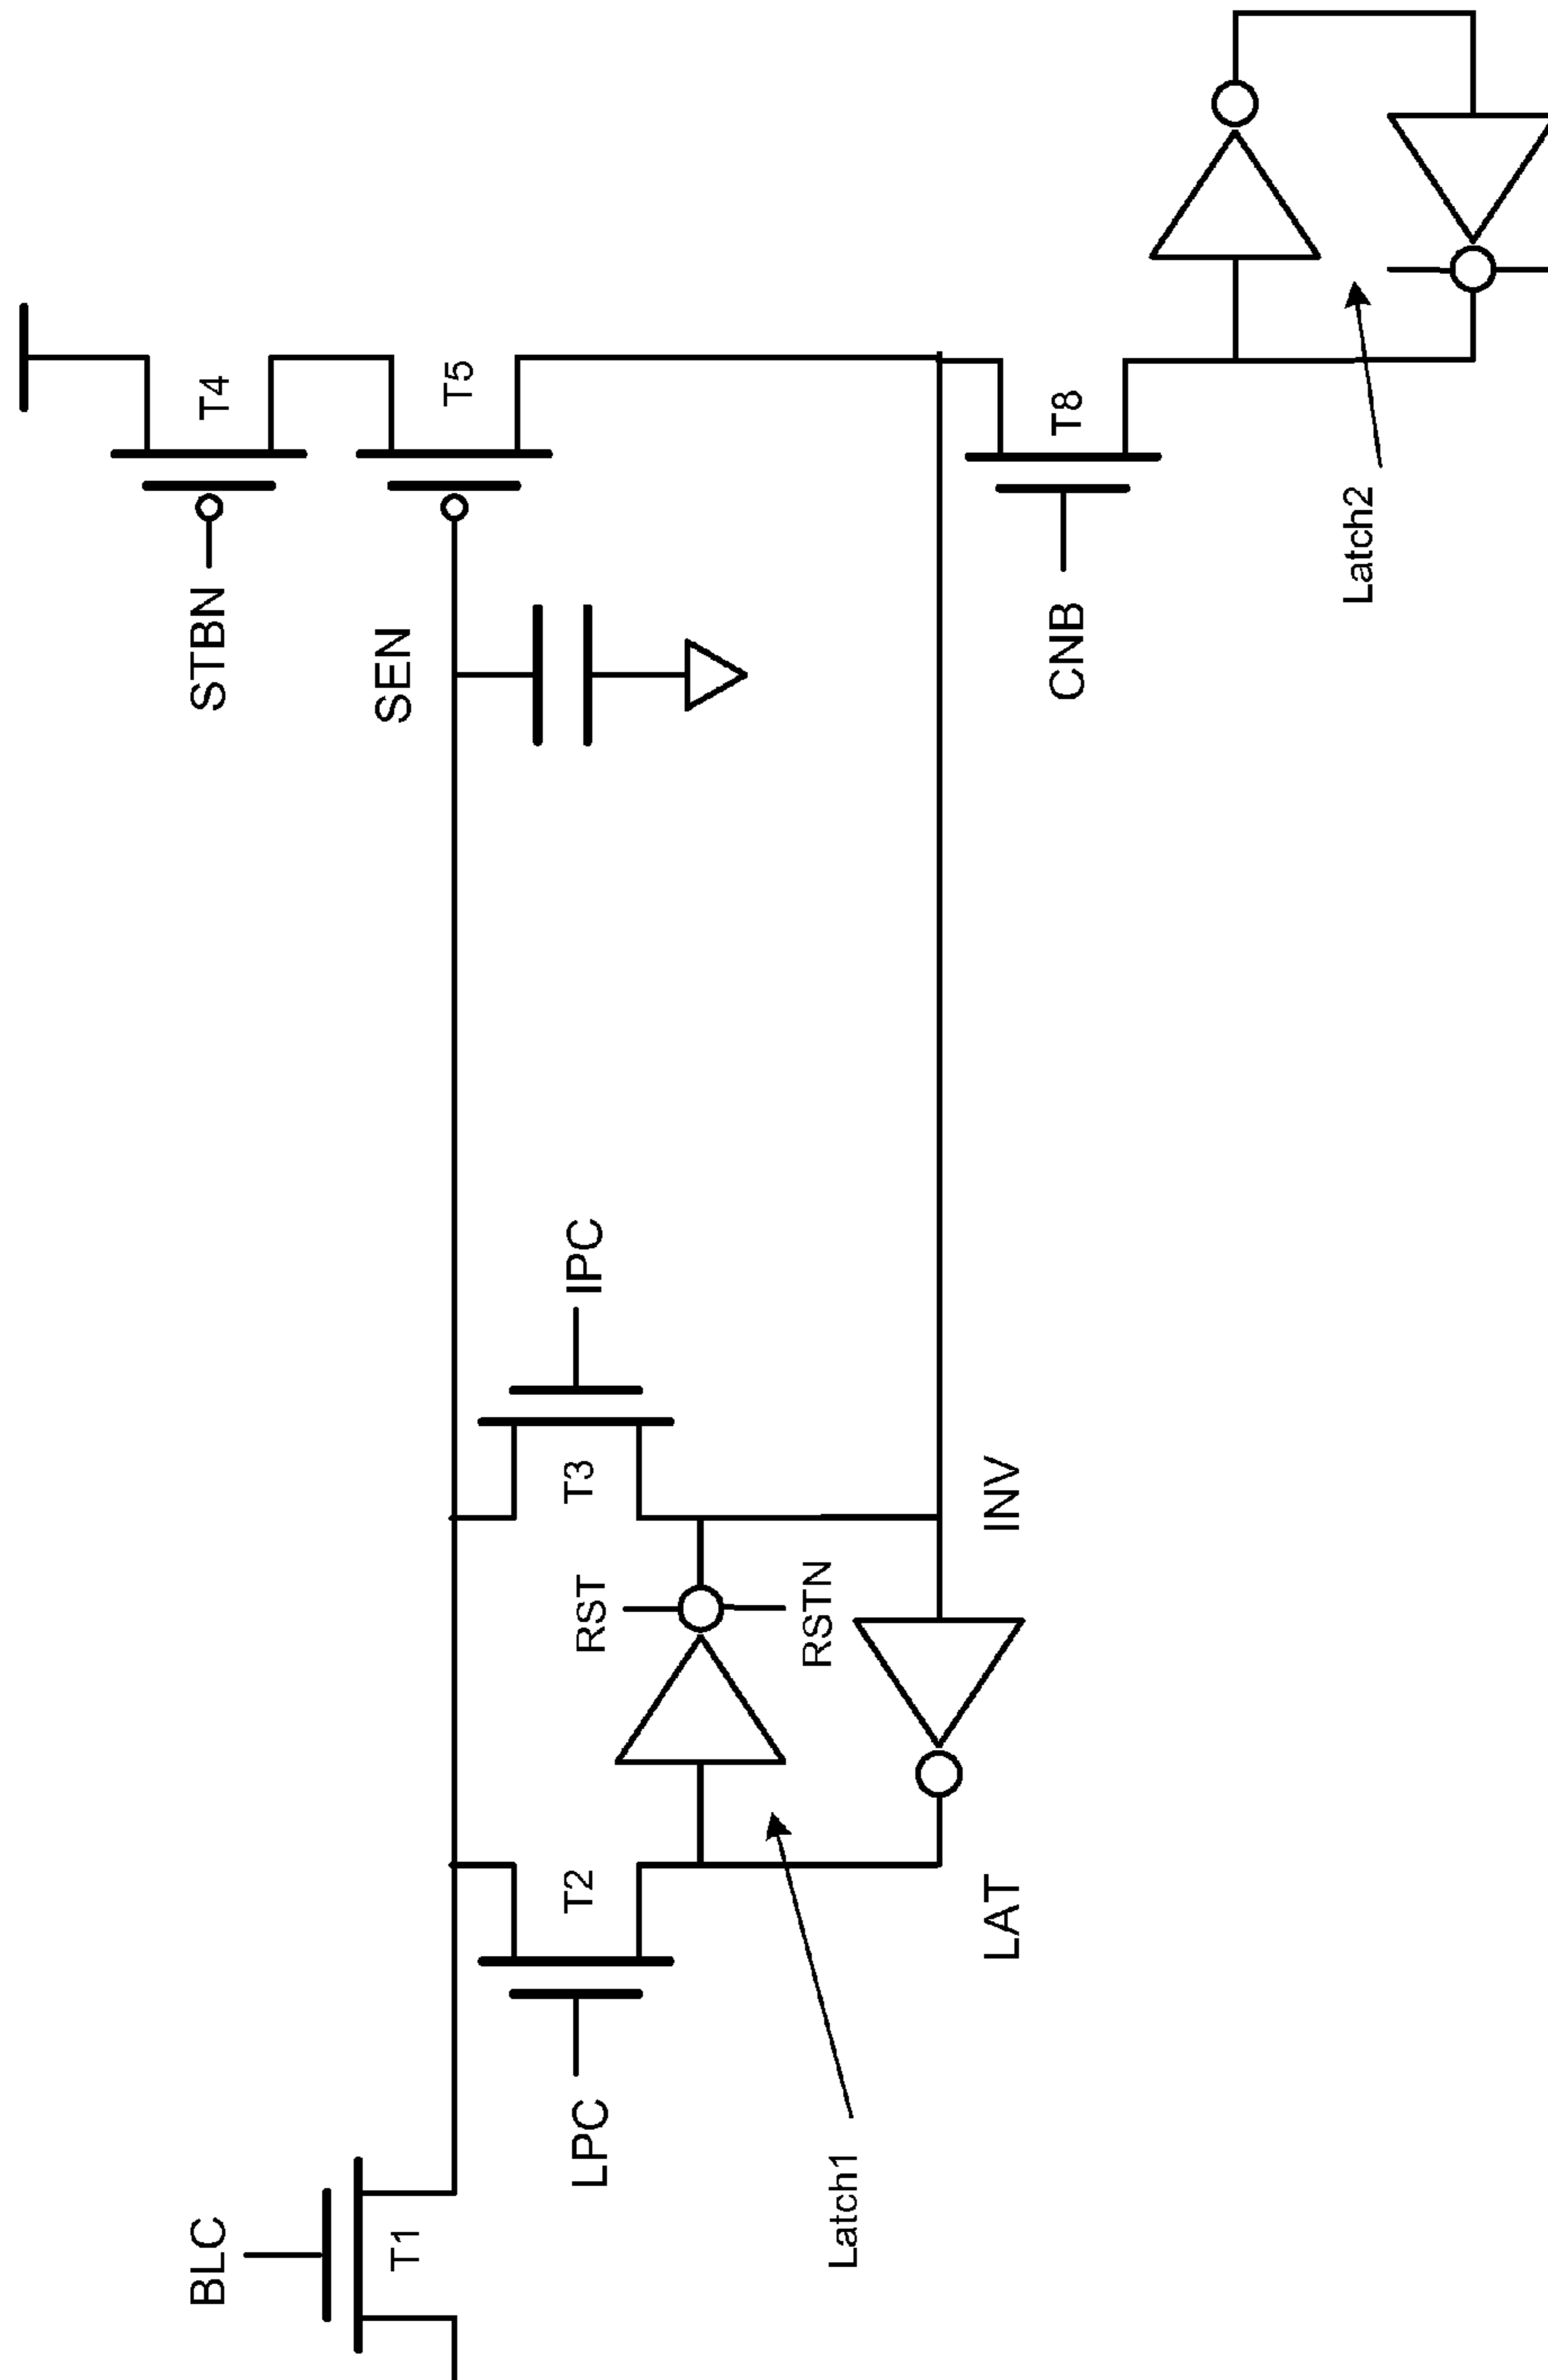 BLC
T1
LPC
T2
T3
IPC
RST
RSTN
LAT
INV
Latch1
STBN
T4
SEN
T5
CNB
T8
Latch2